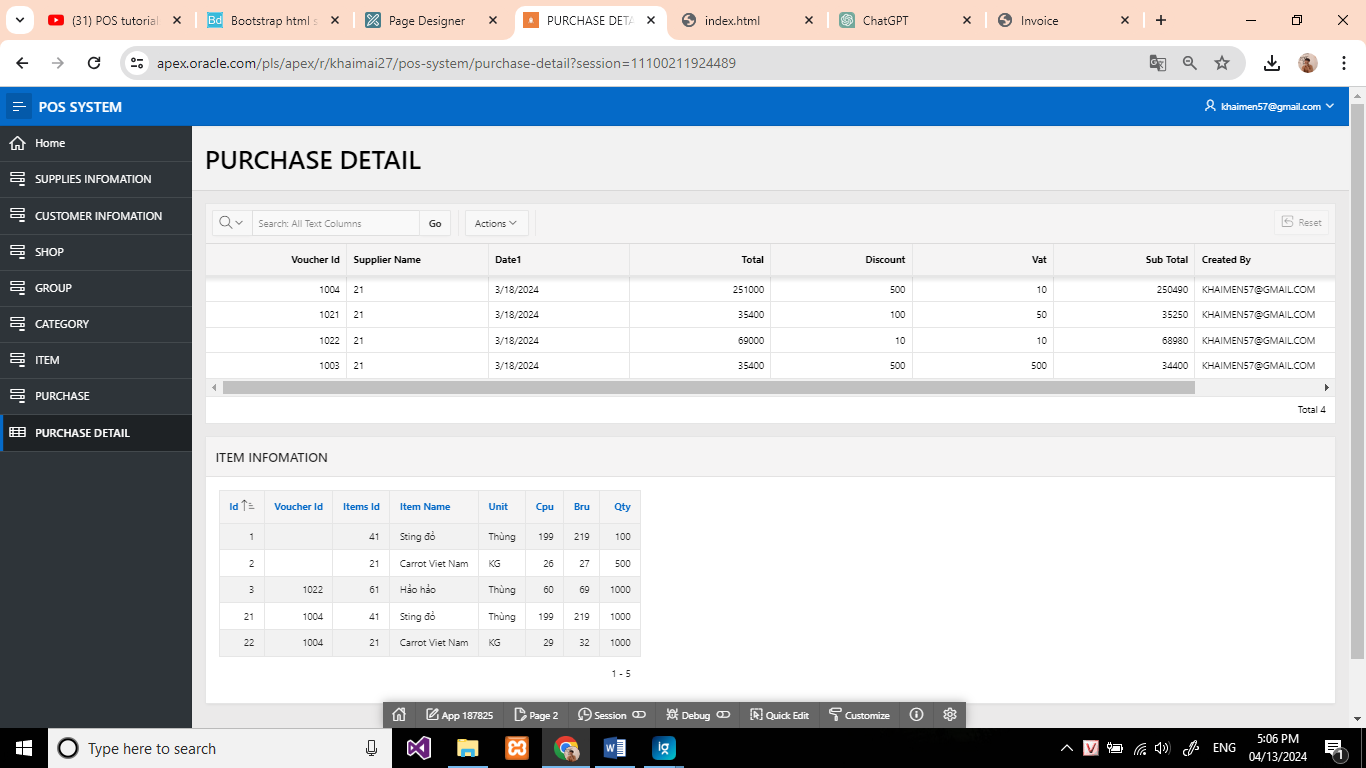 (31) POS tutorial
Bootstrap html s
Page Designer
PURCHASE DETA
index.html
ChatGPT
Invoice
apex.oracle.com/pls/apex/r/khaimai27/pos-system/purchase-detail?session=11100211924489
POS SYSTEM
khaimen57@gmail.com
Home
SUPPLIES INFOMATION
CUSTOMER INFOMATION
SHOP
GROUP
CATEGORY
ITEM
PURCHASE
PURCHASE DETAIL
PURCHASE DETAIL
Search: All Text Columns Go Actions Reset
Voucher Id Supplier Name Date1 Total Discount Vat Sub Total Created By
1004 21 3/18/2024 251000 500 10 250490 KHAIMEN57@GMAIL.COM
1021 21 3/18/2024 35400 100 50 35250 KHAIMEN57@GMAIL.COM
1022 21 3/18/2024 69000 10 10 68980 KHAIMEN57@GMAIL.COM
1003 21 3/18/2024 35400 500 500 34400 KHAIMEN57@GMAIL.COM
Total 4
ITEM INFOMATION
Id Voucher Id Items Id Item Name Unit Cpu Bru Qty
1 41 Sting đỏ Thùng 199 219 100
2 21 Carrot Viet Nam KG 26 27 500
3 1022 61 Hảo hảo Thùng 60 69 1000
21 1004 41 Sting đỏ Thùng 199 219 1000
22 1004 21 Carrot Viet Nam KG 29 32 1000
1 - 5
App 187825 Page 2 Session Debug Quick Edit Customize
Type here to search
ENG
5:06 PM
04/13/2024
1